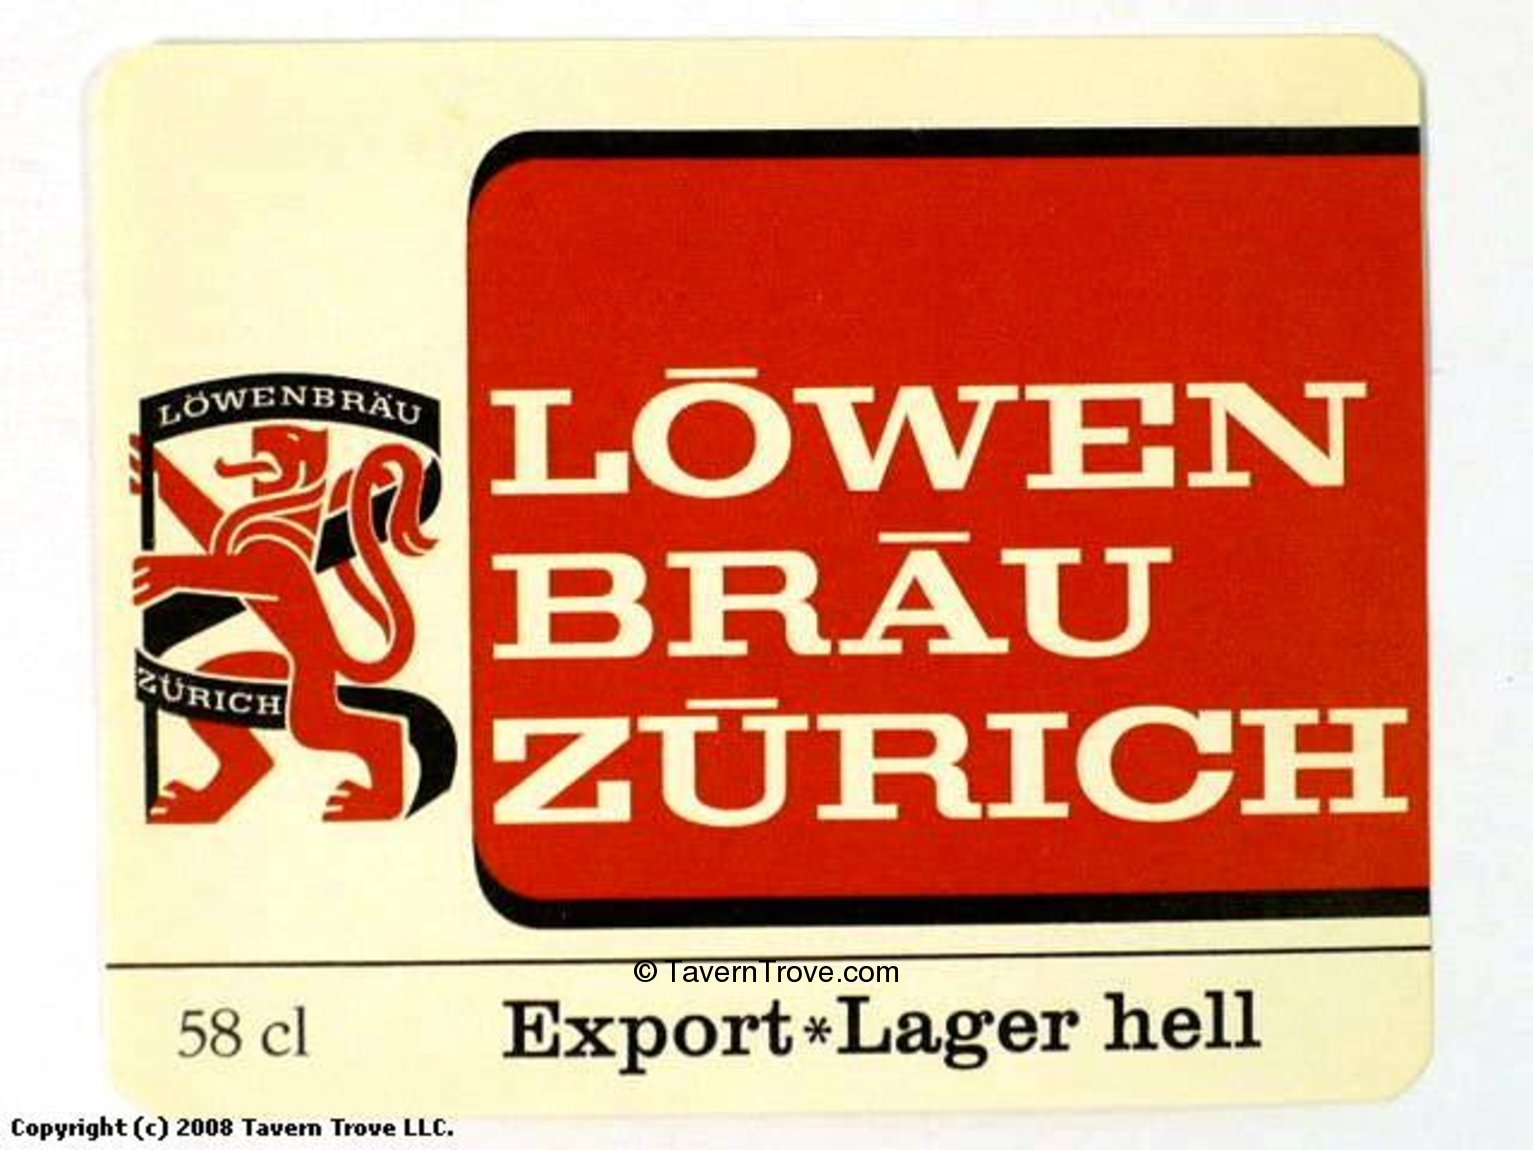 LÖWENBRÄU
ZÜRICH
LŌWEN
BRĀU
ZŪRICH
© TavernTrove.com
58 cl
Export*Lager hell
Copyright (c) 2008 Tavern Trove LLC.